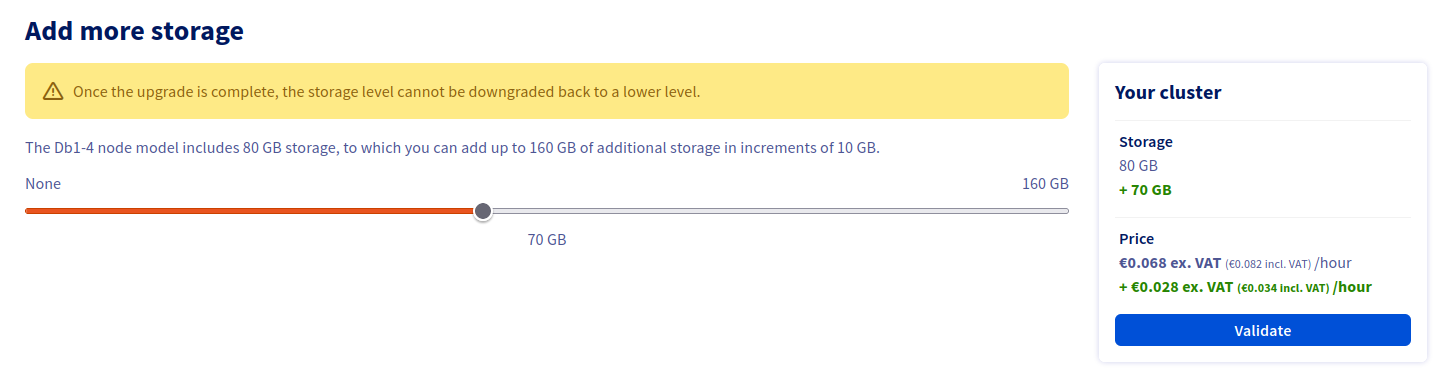 Add more storage
Once the upgrade is complete, the storage level cannot be downgraded back to a lower level.
The Db1-4 node model includes 80 GB storage, to which you can add up to 160 GB of additional storage in increments of 10 GB.
None
160 GB
70 GB
Your cluster
Storage
80 GB
+ 70 GB
Price
€0.068 ex. VAT (€0.082 incl. VAT) /hour
+ €0.028 ex. VAT (€0.034 incl. VAT) /hour
Validate